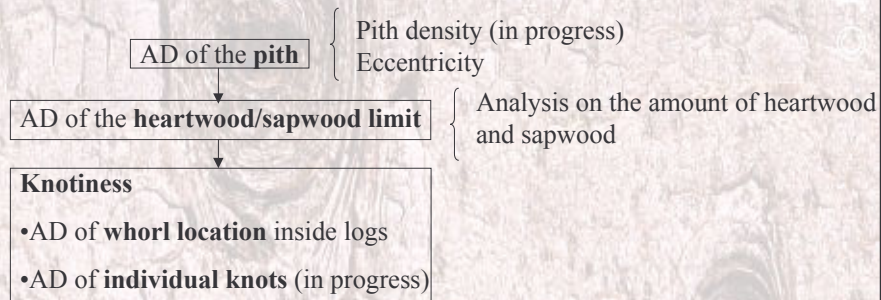 Pith density (in progress)
AD of the pith
Eccentricity
AD of the heartwood/sapwood limit
Analysis on the amount of heartwood
and sapwood
Knotiness
•AD of whorl location inside logs
•AD of individual knots (in progress)